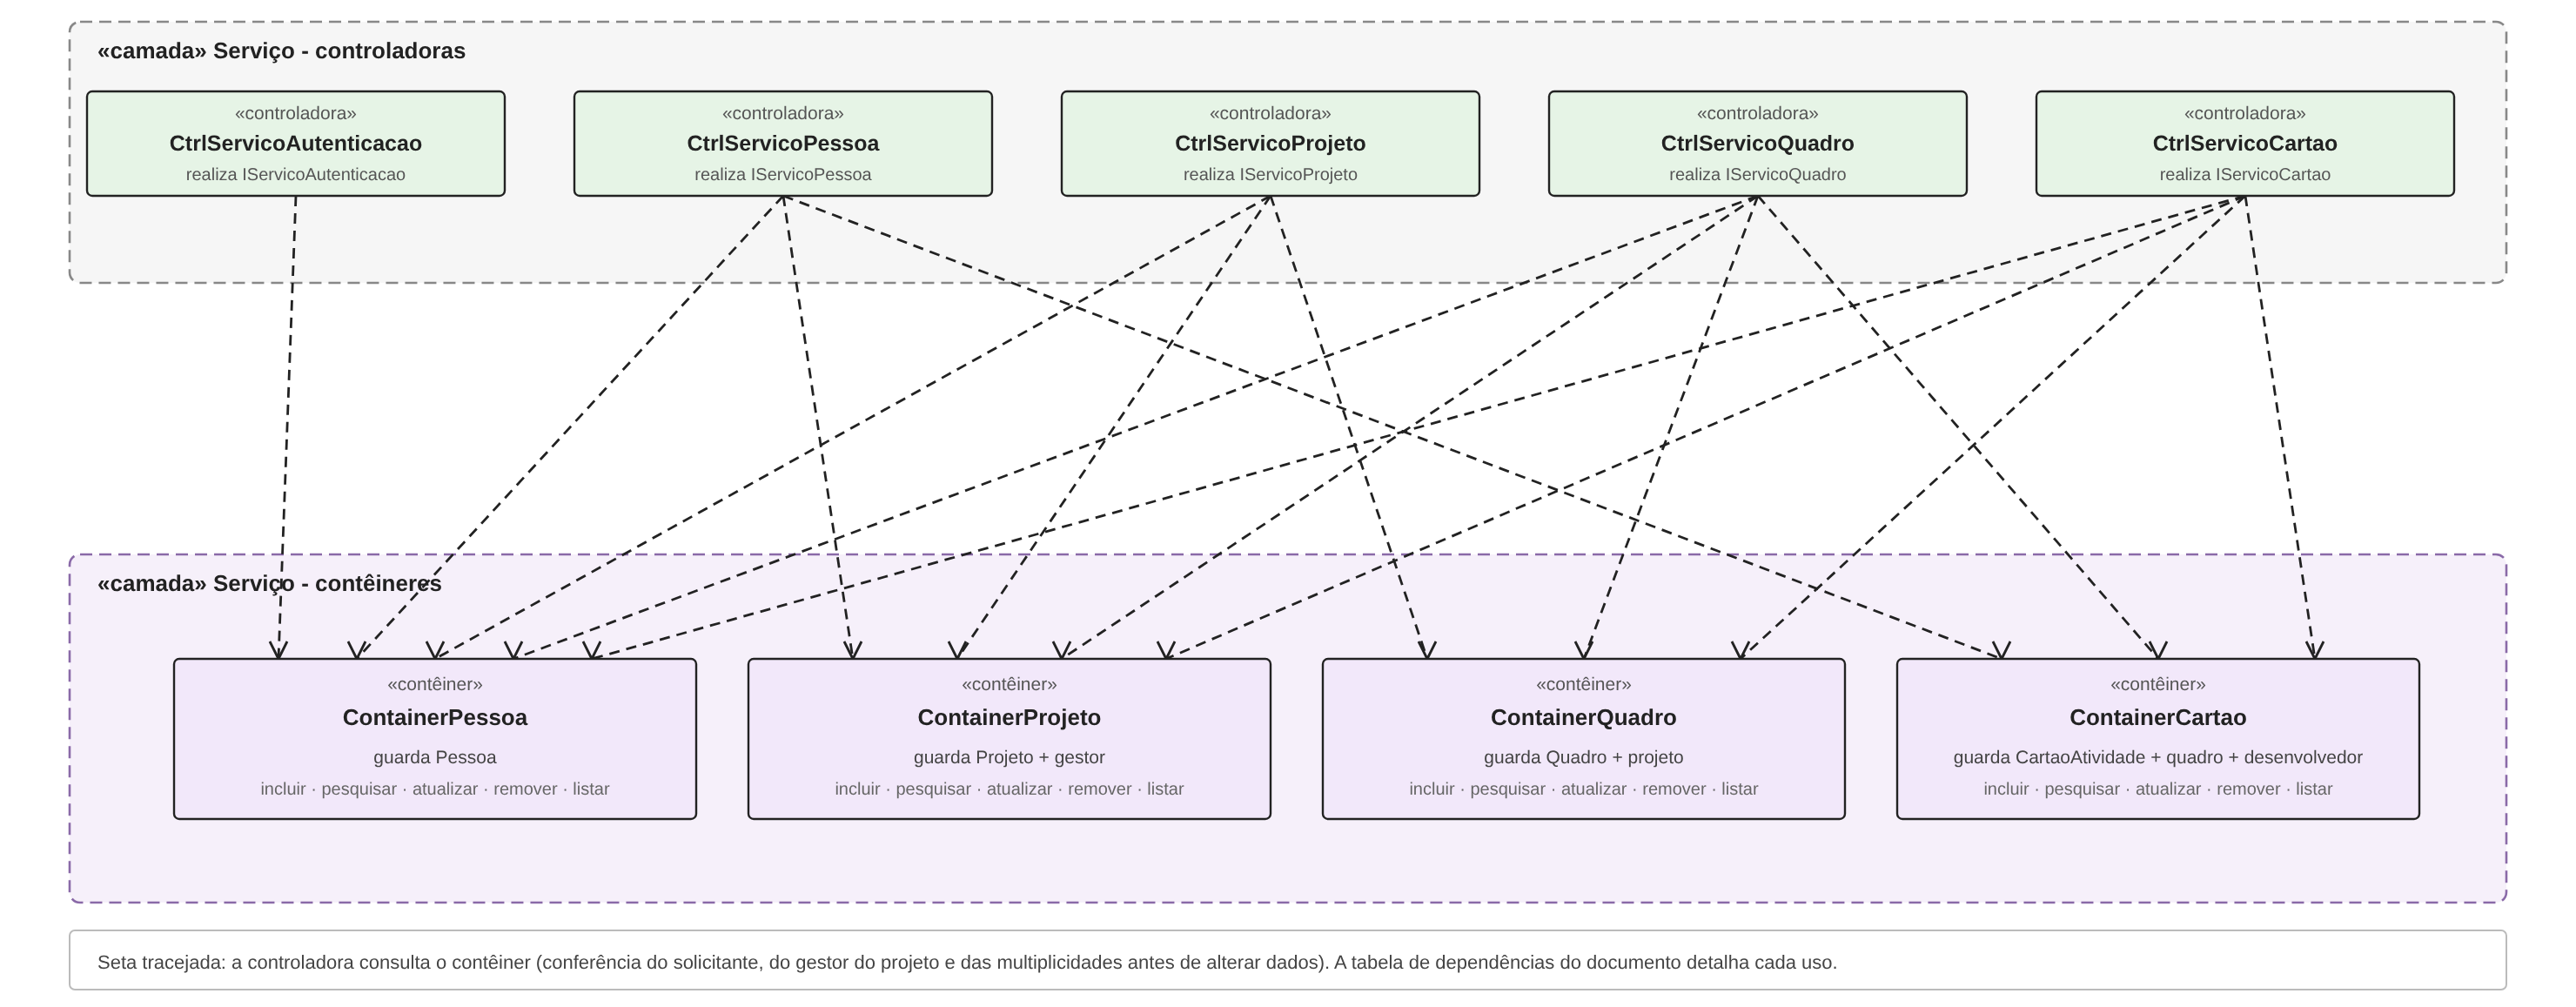 «camada» Serviço - controladoras
«controladora»
CtrlServicoAutenticacao
realiza IServicoAutenticacao
«controladora»
CtrlServicoPessoa
realiza IServicoPessoa
«controladora»
CtrlServicoProjeto
realiza IServicoProjeto
«controladora»
CtrlServicoQuadro
realiza IServicoQuadro
«controladora»
CtrlServicoCartao
realiza IServicoCartao
«camada» Serviço - contêineres
«contêiner»
ContainerPessoa
guarda Pessoa
incluir · pesquisar · atualizar · remover · listar
«contêiner»
ContainerProjeto
guarda Projeto + gestor
incluir · pesquisar · atualizar · remover · listar
«contêiner»
ContainerQuadro
guarda Quadro + projeto
incluir · pesquisar · atualizar · remover · listar
«contêiner»
ContainerCartao
guarda CartaoAtividade + quadro + desenvolvedor
incluir · pesquisar · atualizar · remover · listar
Seta tracejada: a controladora consulta o contêiner (conferência do solicitante, do gestor do projeto e das multiplicidades antes de alterar dados). A tabela de dependências do documento detalha cada uso.